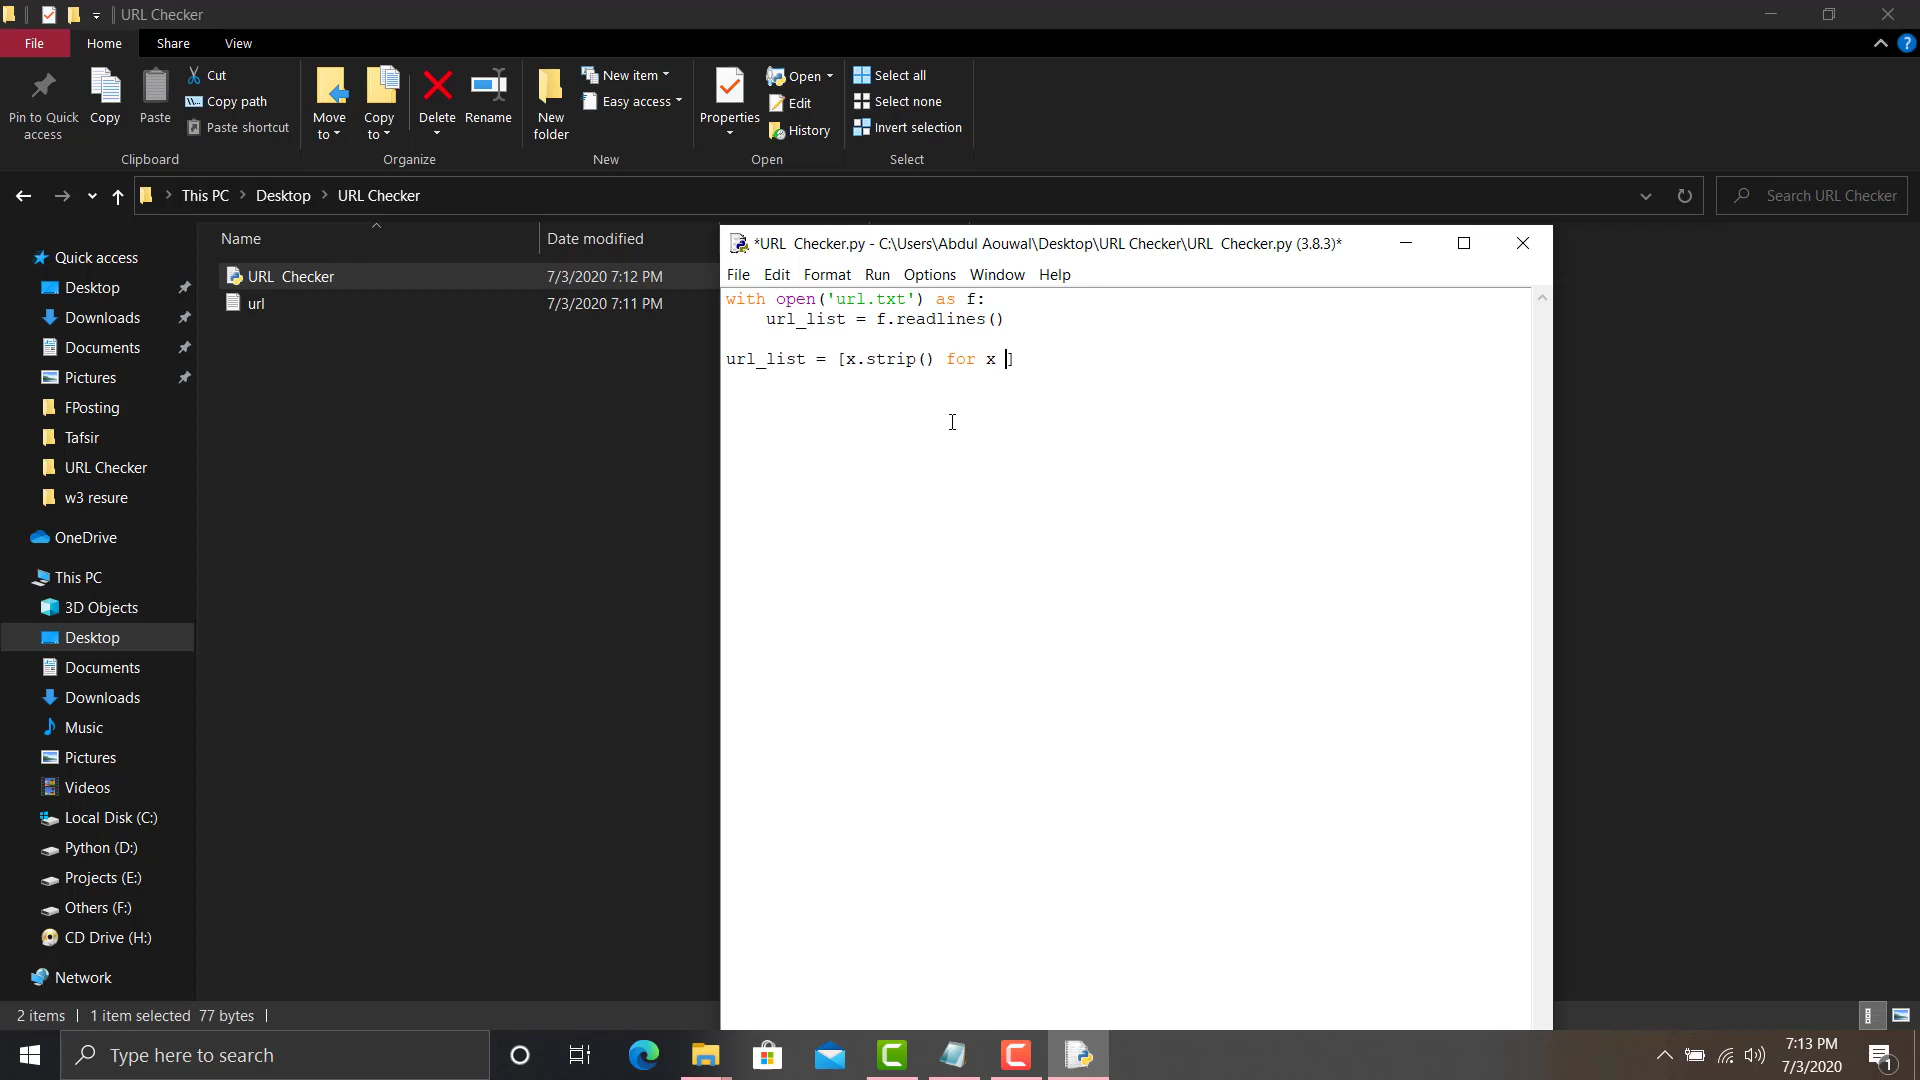 URL Checker
File
Home
Share
View
Pin to Quick access
Copy
Paste
Cut
Copy path
Paste shortcut
Clipboard
Move to
Copy to
Delete
Rename
Organize
New folder
New item
Easy access
New
Properties
Open
Edit
History
Open
Select all
Select none
Invert selection
Select
This PC
Desktop
URL Checker
Search URL Checker
Name
Date modified
URL Checker
7/3/2020 7:12 PM
url
7/3/2020 7:11 PM
Quick access
Desktop
Downloads
Documents
Pictures
FPosting
Tafsir
URL Checker
w3 resure
OneDrive
This PC
3D Objects
Desktop
Documents
Downloads
Music
Pictures
Videos
Local Disk (C:)
Python (D:)
Projects (E:)
Others (F:)
CD Drive (H:)
Network
*URL Checker.py - C:\Users\Abdul Aouwal\Desktop\URL Checker\URL Checker.py (3.8.3)*
File Edit Format Run Options Window Help
with open('url.txt') as f:
    url_list = f.readlines()
url_list = [x.strip() for x ]
2 items
1 item selected 77 bytes
Type here to search
7:13 PM
7/3/2020
1